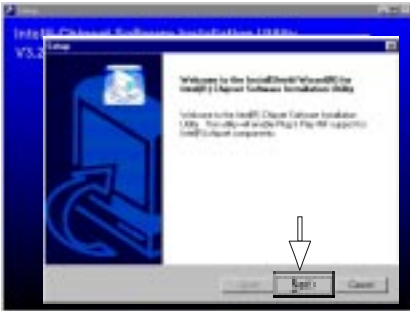 Intel(R) Chipset Software Installation Utility
V3.2
Setup
Welcome to the InstallShield Wizard(R) for
Intel(R) Chipset Software Installation Utility
Welcome to the Intel(R) Chipset Software Installation
Utility. This utility will enable Plug & Play INF support for
Intel(R) chipset components.
Next >
Cancel